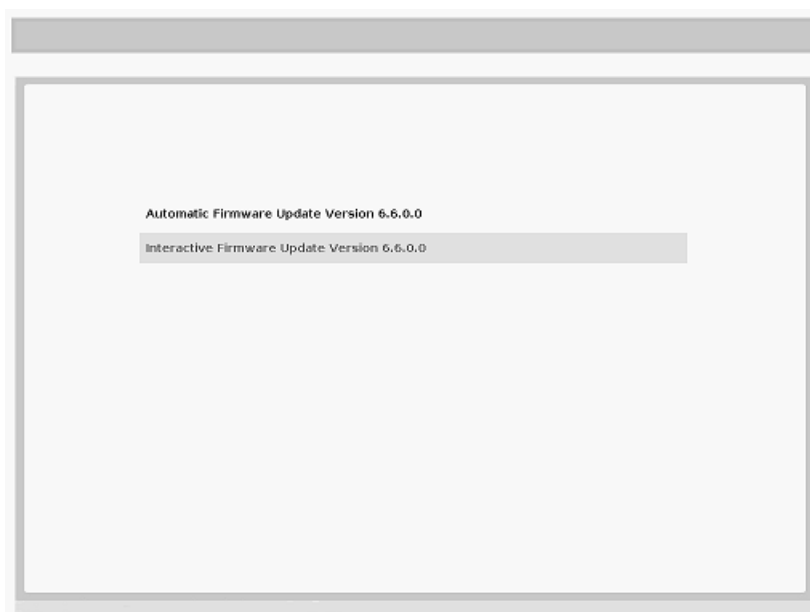 Automatic Firmware Update Version 6.6.0.0
Interactive Firmware Update Version 6.6.0.0